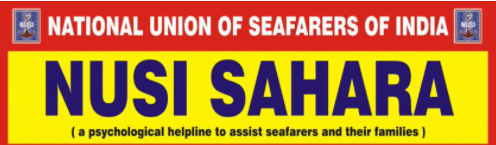 NATIONAL UNION OF SEAFARERS OF INDIA
NUSI SAHARA
( a psychological helpline to assist seafarers and their families )